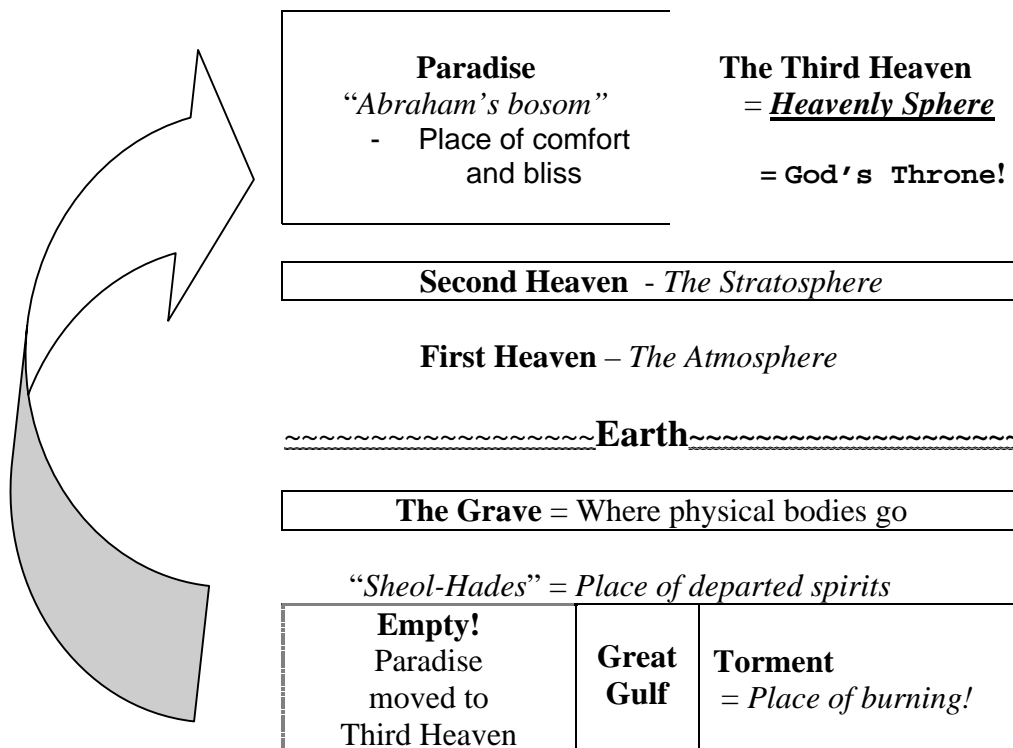 Paradise
“Abraham’s bosom”
- Place of comfort
and bliss
The Third Heaven
= Heavenly Sphere
= God’s Throne!
Second Heaven - The Stratosphere
First Heaven – The Atmosphere
~~~~~~~~~~~~~~~~~~Earth~~~~~~~~~~~~~~~~~~~~
The Grave = Where physical bodies go
“Sheol-Hades” = Place of departed spirits
Empty!
Paradise
moved to
Third Heaven
Great
Gulf
Torment
= Place of burning!